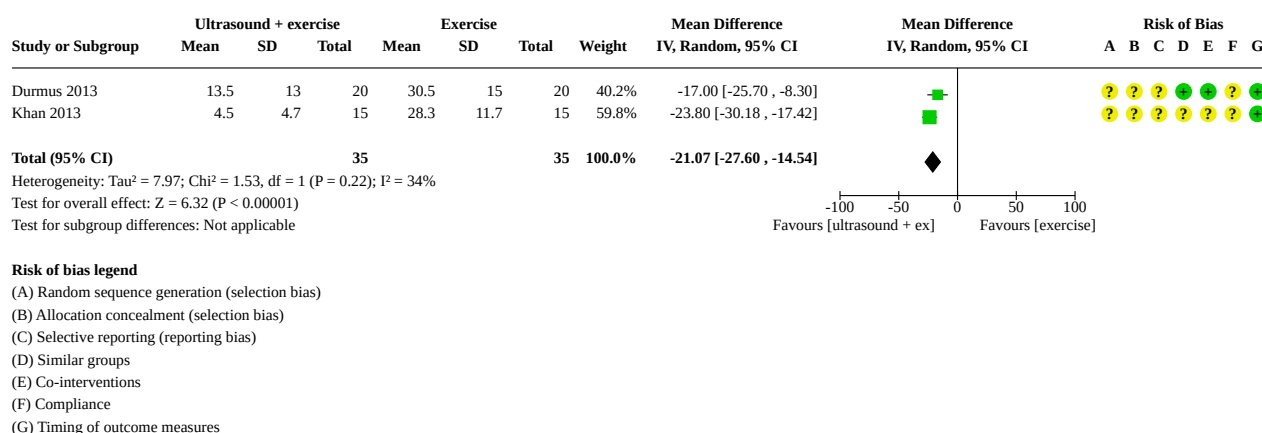 Ultrasound + exercise Exercise Mean Difference Mean Difference Risk of Bias
Study or Subgroup Mean SD Total Mean SD Total Weight IV, Random, 95% CI IV, Random, 95% CI A B C D E F G
Durmus 2013 13.5 13 20 30.5 15 20 40.2% -17.00 [-25.70 , -8.30] ? ? ? + + ? +
Khan 2013 4.5 4.7 15 28.3 11.7 15 59.8% -23.80 [-30.18 , -17.42] ? ? ? ? ? ? +
Total (95% CI) 35 35 100.0% -21.07 [-27.60 , -14.54]
Heterogeneity: Tau² = 7.97; Chi² = 1.53, df = 1 (P = 0.22); I² = 34%
Test for overall effect: Z = 6.32 (P < 0.00001) -100 -50 0 50 100
Test for subgroup differences: Not applicable Favours [ultrasound + ex] Favours [exercise]
Risk of bias legend
(A) Random sequence generation (selection bias)
(B) Allocation concealment (selection bias)
(C) Selective reporting (reporting bias)
(D) Similar groups
(E) Co-interventions
(F) Compliance
(G) Timing of outcome measures